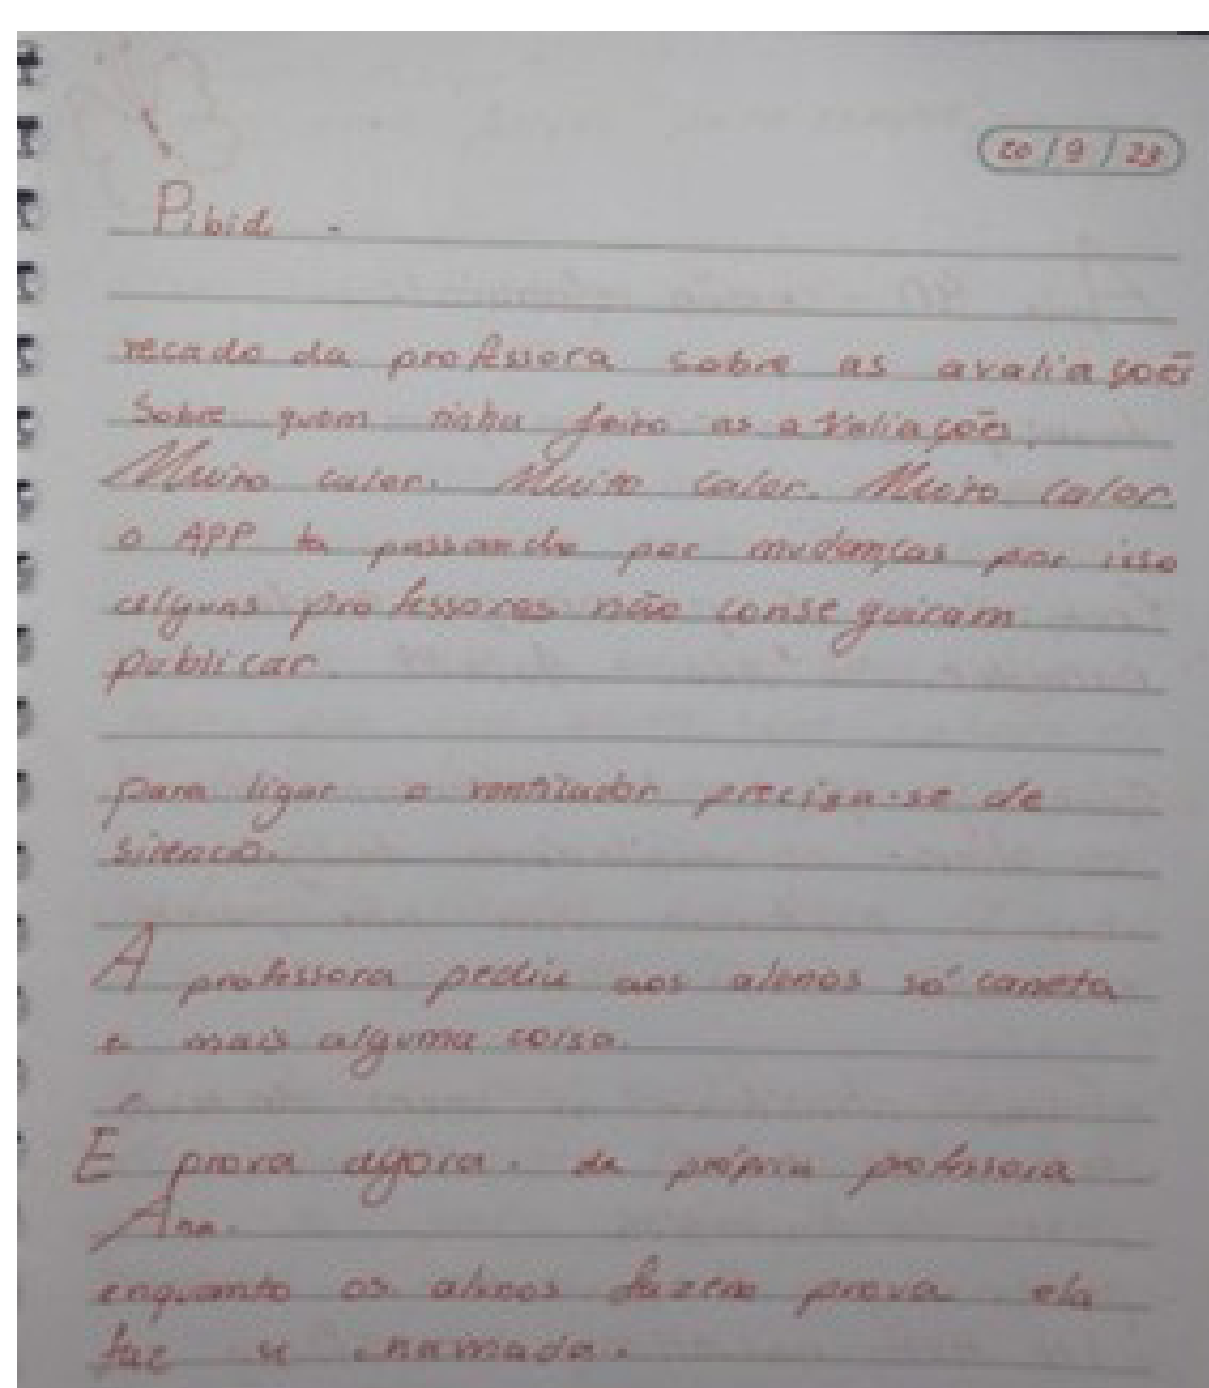 20/9/23
Pibid.
recado da professora sobre as avaliações
Sobre quem tinha feito as avaliações.
Muito calor. Muito calor. Muito calor.
o APP ta passando por mudanças por isso
alguns professores não conseguiram
publicar.
para ligar o ventilador precisa-se de
silencio.
A professora pediu aos alunos só caneta
e mais alguma coisa.
E prova agora. da própria professora
Ana.
enquanto os alunos fazem prova ela
faz a chamada.